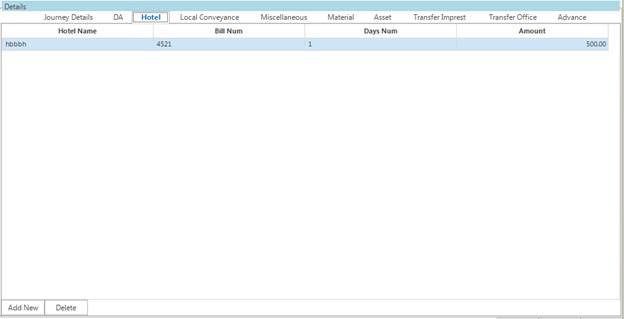 Details
Journey Details DA Hotel Local Conveyance Miscellaneous Material Asset Transfer Imprest Transfer Office Advance
Hotel Name Bill Num Days Num Amount
hbbbh 4521 1 500.00
Add New Delete